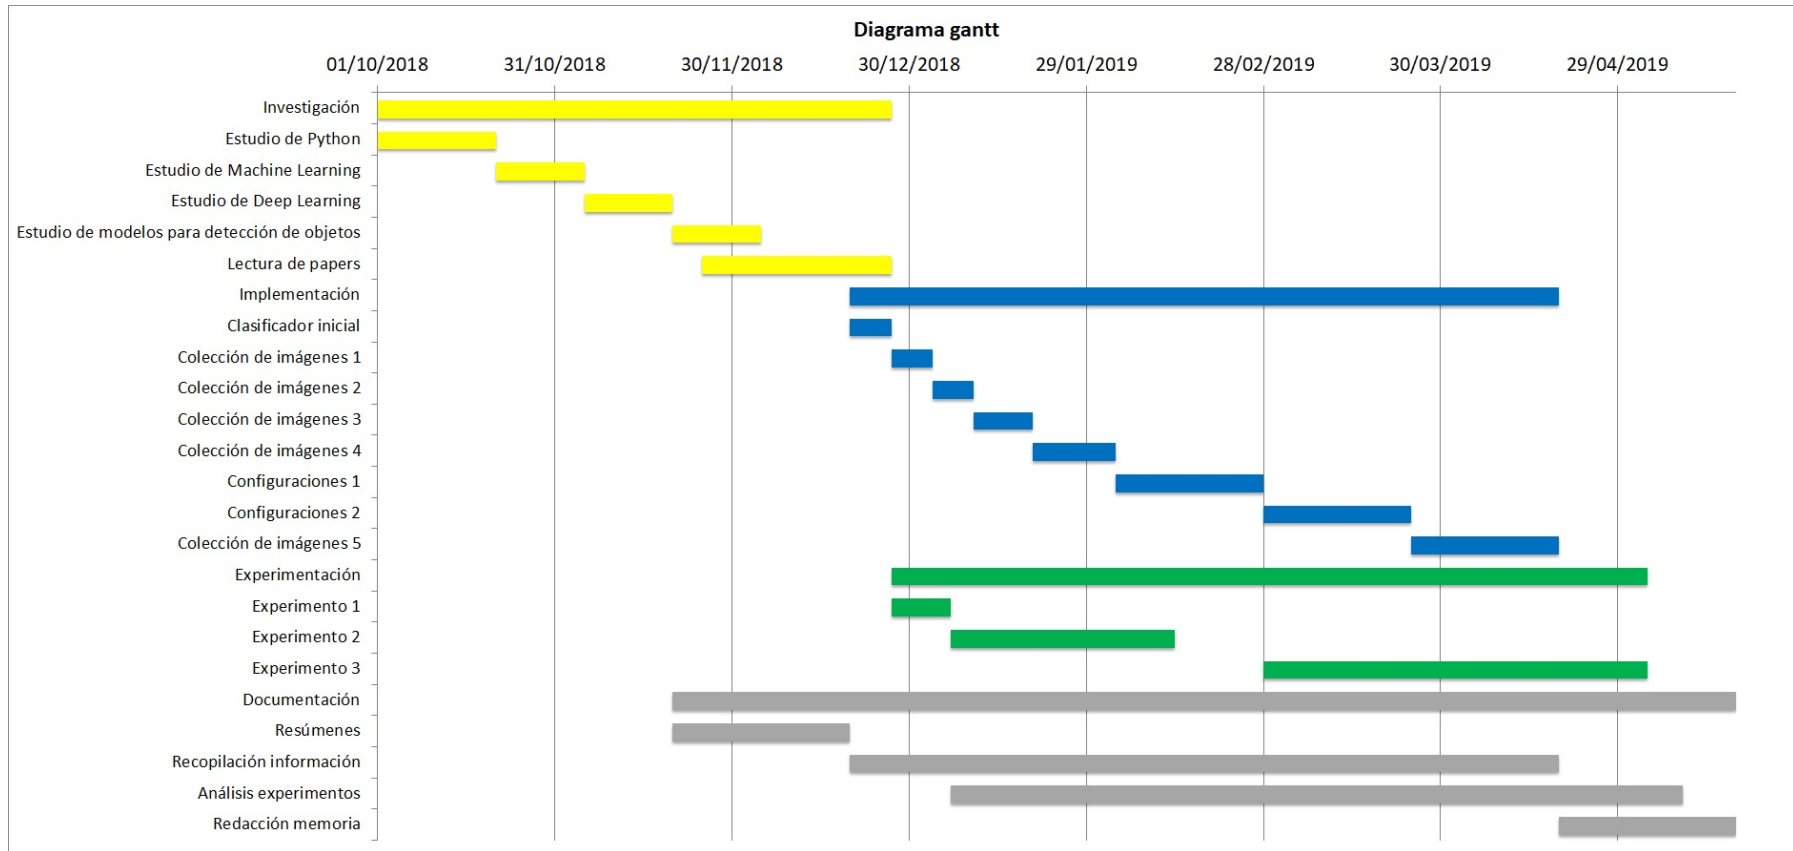 Diagrama gantt
01/10/2018 31/10/2018 30/11/2018 30/12/2018 29/01/2019 28/02/2019 30/03/2019 29/04/2019
Investigación
Estudio de Python
Estudio de Machine Learning
Estudio de Deep Learning
Estudio de modelos para detección de objetos
Lectura de papers
Implementación
Clasificador inicial
Colección de imágenes 1
Colección de imágenes 2
Colección de imágenes 3
Colección de imágenes 4
Configuraciones 1
Configuraciones 2
Colección de imágenes 5
Experimentación
Experimento 1
Experimento 2
Experimento 3
Documentación
Resúmenes
Recopilación información
Análisis experimentos
Redacción memoria